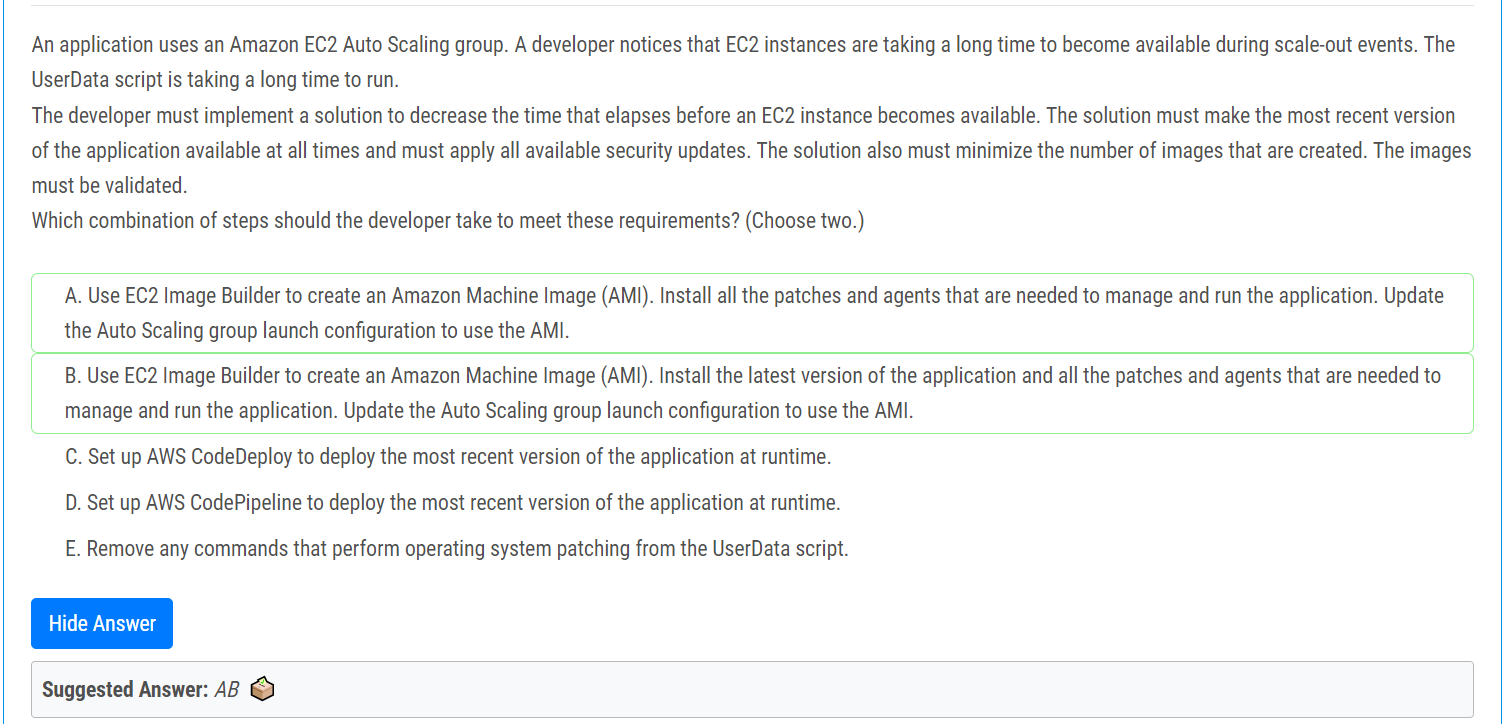 An application uses an Amazon EC2 Auto Scaling group. A developer notices that EC2 instances are taking a long time to become available during scale-out events. The
UserData script is taking a long time to run.
The developer must implement a solution to decrease the time that elapses before an EC2 instance becomes available. The solution must make the most recent version
of the application available at all times and must apply all available security updates. The solution also must minimize the number of images that are created. The images
must be validated.
Which combination of steps should the developer take to meet these requirements? (Choose two.)
A. Use EC2 Image Builder to create an Amazon Machine Image (AMI). Install all the patches and agents that are needed to manage and run the application. Update
the Auto Scaling group launch configuration to use the AMI.
B. Use EC2 Image Builder to create an Amazon Machine Image (AMI). Install the latest version of the application and all the patches and agents that are needed to
manage and run the application. Update the Auto Scaling group launch configuration to use the AMI.
C. Set up AWS CodeDeploy to deploy the most recent version of the application at runtime.
D. Set up AWS CodePipeline to deploy the most recent version of the application at runtime.
E. Remove any commands that perform operating system patching from the UserData script.
Hide Answer
Suggested Answer: AB